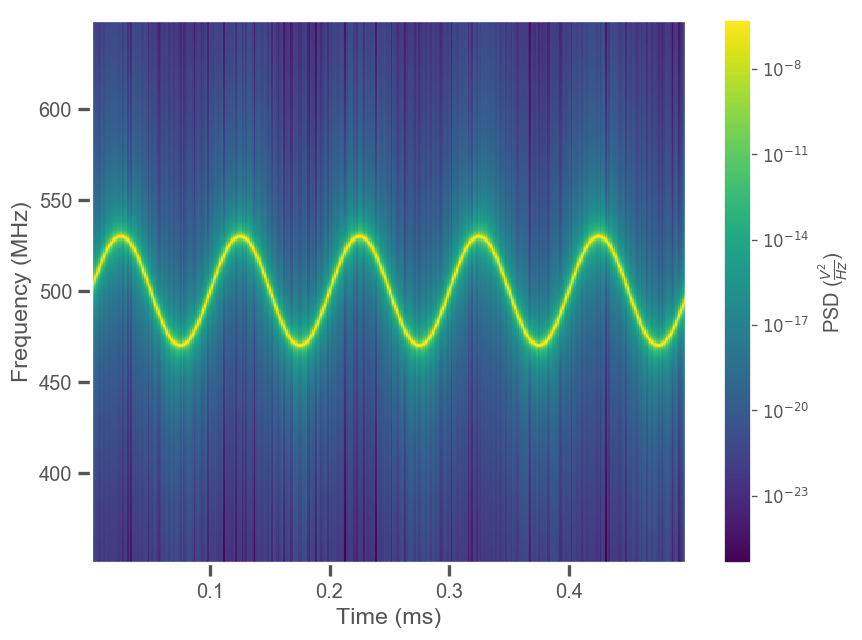 600
550
500
450
400
Frequency (MHz)
0.1 0.2 0.3 0.4
Time (ms)
10⁻⁸
10⁻¹¹
10⁻¹⁴
10⁻¹⁷
10⁻²⁰
10⁻²³
PSD (V²/HZ)